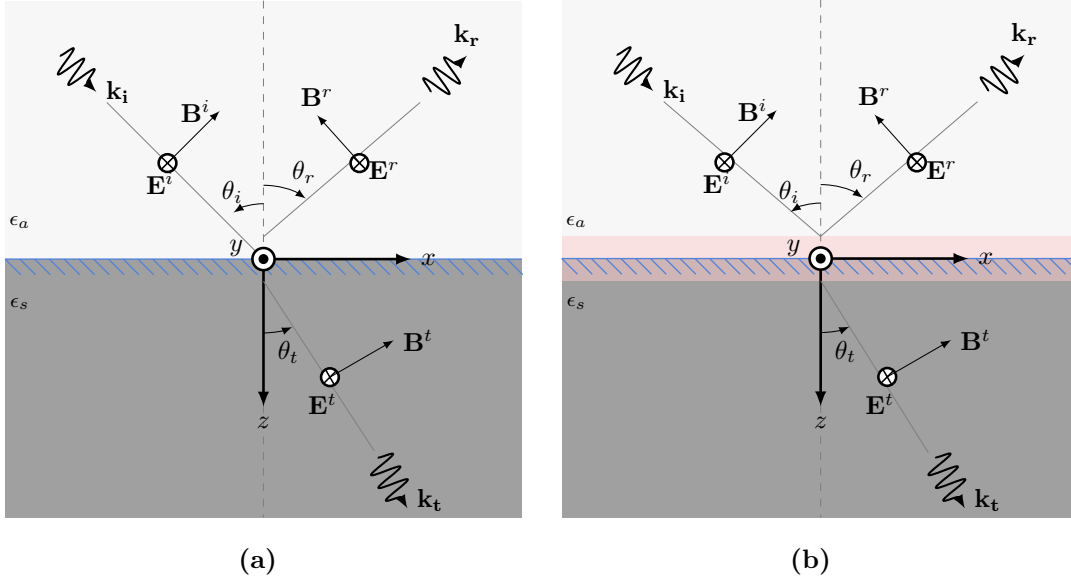 k_i
k_r
B^i
B^r
E^i
E^r
θ_i
θ_r
ϵ_a
y
x
ϵ_s
θ_t
B^t
E^t
z
k_t
(a)
k_i
k_r
B^i
B^r
E^i
E^r
θ_i
θ_r
ϵ_a
y
x
ϵ_s
θ_t
B^t
E^t
z
k_t
(b)